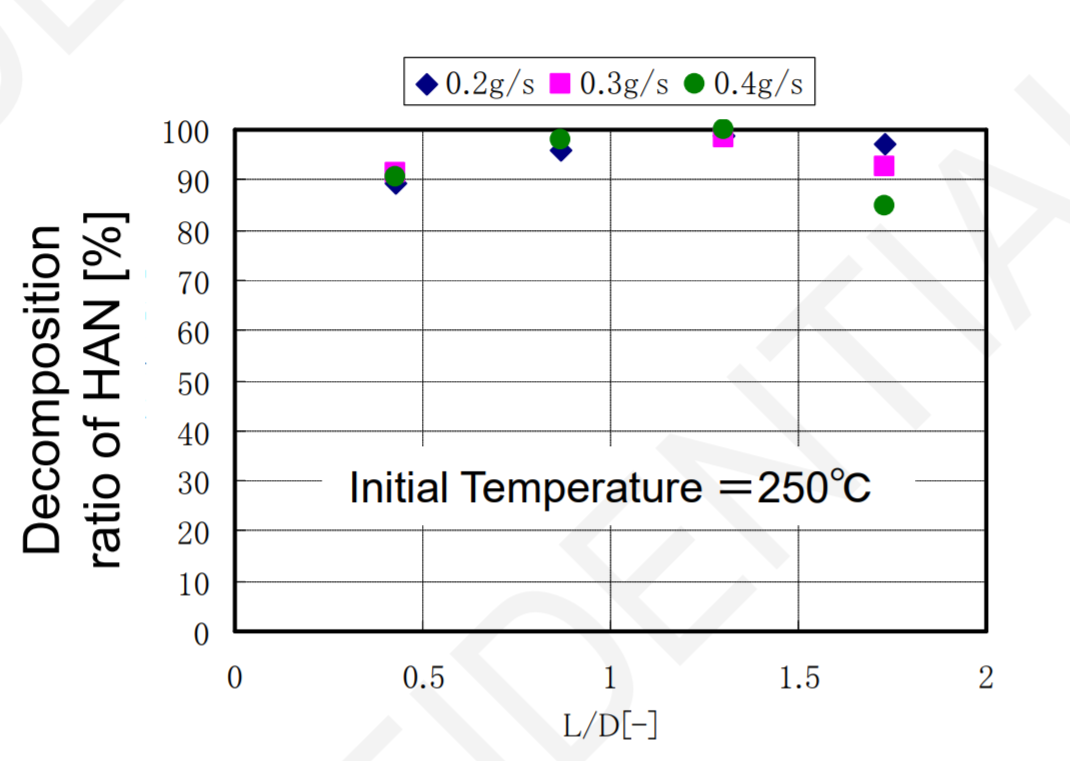 0.2g/s 0.3g/s 0.4g/s
100
90
80
70
60
50
40
30
20
10
0
Decomposition
ratio of HAN [%]
Initial Temperature =250℃
0 0.5 1 1.5 2
L/D[-]
IDENTIAL